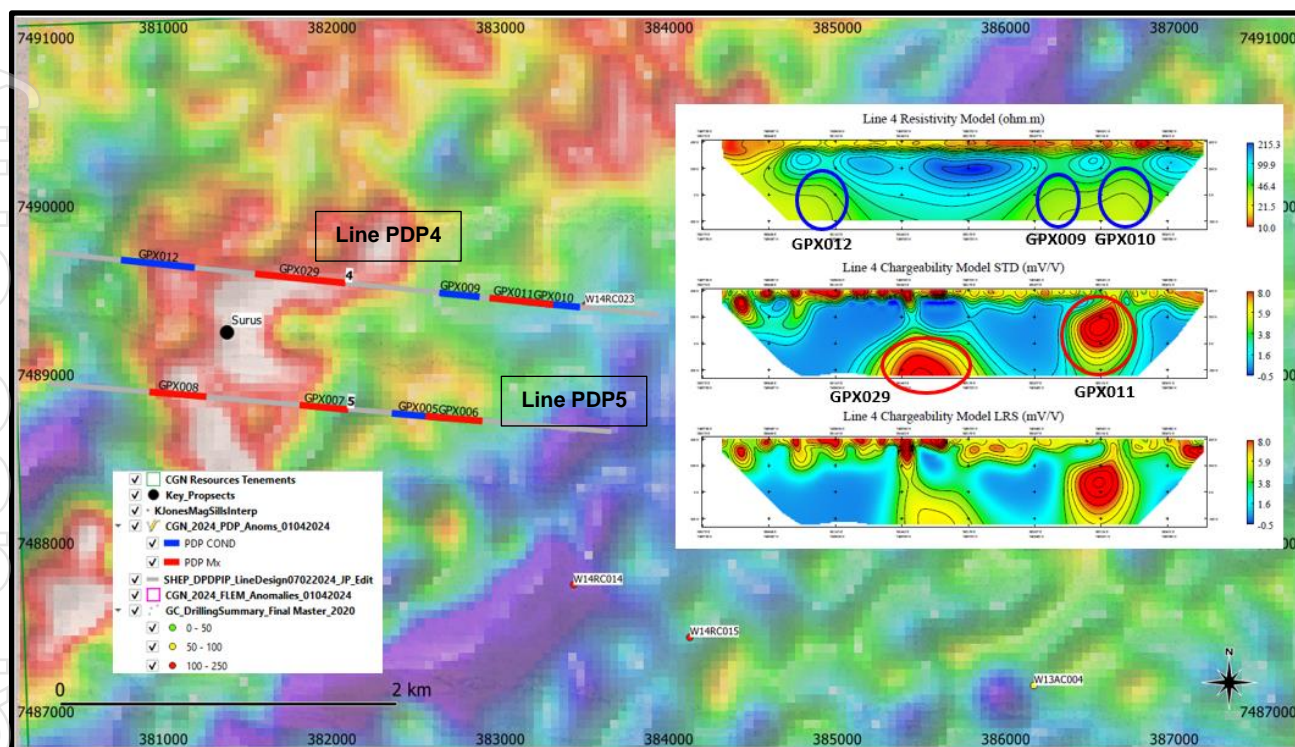 7491000
381000
382000
383000
384000
385000
386000
387000
7491000
Line 4 Resistivity Model (ohm.m)
215.3
99.9
46.4
21.5
10.0
GPX012
GPX009
GPX010
7490000
Line PDP4
GPX012
GPX029
4
GPX009
GPX011
GPX010
W14RC023
Line 4 Chargeability Model STD (mV/V)
8.0
5.8
3.8
1.6
-0.5
GPX029
GPX011
Surus
7489000
GPX008
GPX007
5
GPX005
GPX006
Line PDP5
Line 4 Chargeability Model LRS (mV/V)
8.0
5.8
3.8
1.6
-0.5
CGN Resources Tenements
Key_Propsects
KJonesMagSillsInterp
CGN_2024_PDP_Anoms_01042024
PDP COND
PDP Mx
SHEP_DPDPIP_LineDesign07022024_JP_Edit
CGN_2024_FLEM_Anomalies_01042024
GC_DrillingSummary_Final Master_2020
0 - 50
50 - 100
100 - 250
7488000
W14RC014
W14RC015
W13AC004
N
0
2 km
7487000
381000
382000
383000
384000
385000
386000
387000
7487000